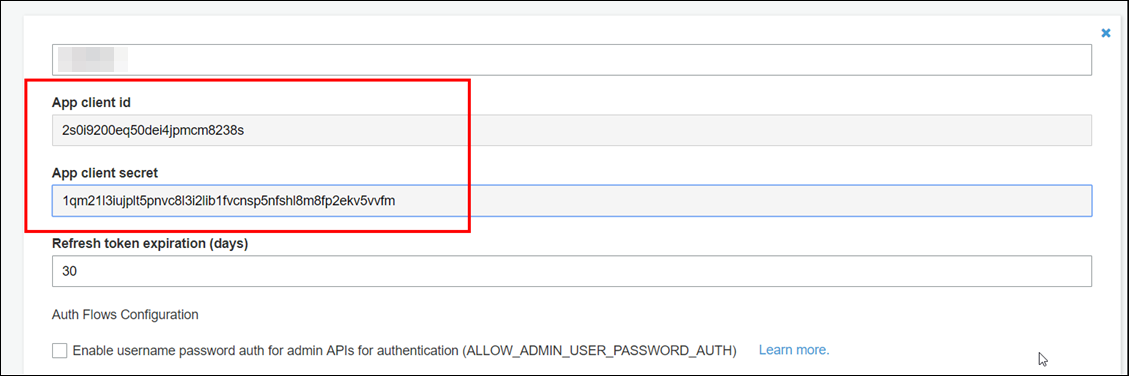 App client id
2s0i9200eq50dei4jpmcm8238s
App client secret
1qm21l3iujplt5pnvc8l3i2lib1fvcnsp5nfshl8m8fp2ekv5vvfm
Refresh token expiration (days)
30
Auth Flows Configuration
Enable username password auth for admin APIs for authentication (ALLOW_ADMIN_USER_PASSWORD_AUTH) Learn more.